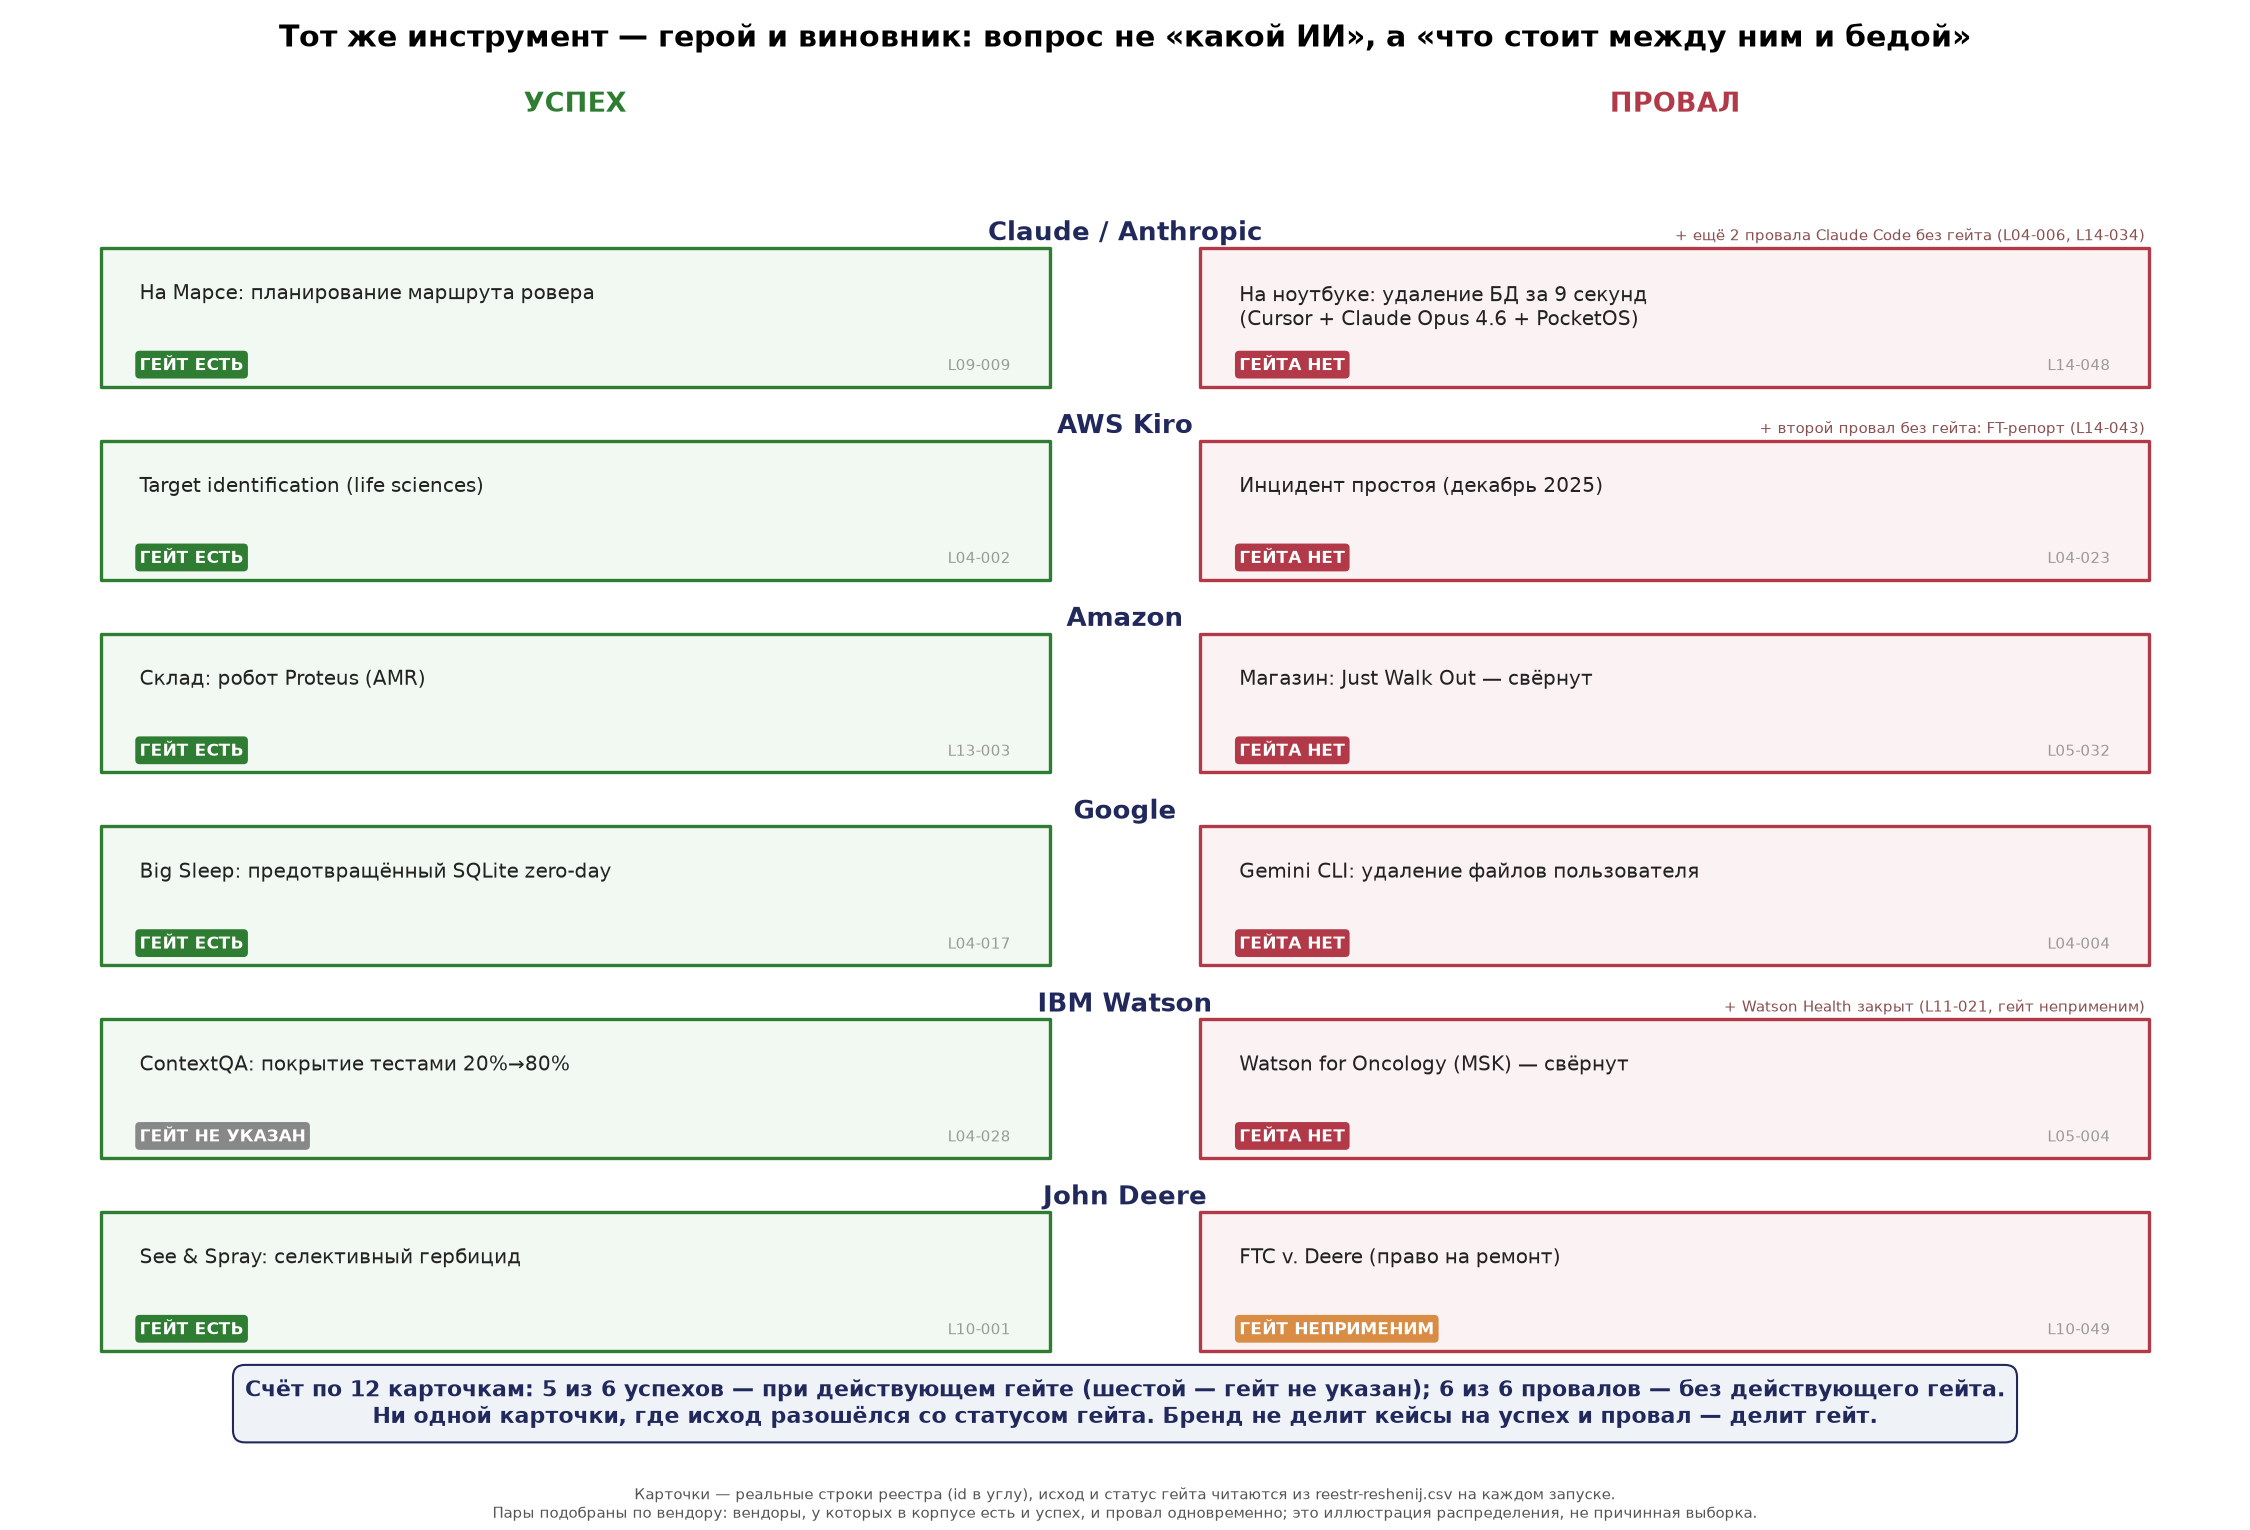 Тот же инструмент — герой и виновник: вопрос не «какой ИИ», а «что стоит между ним и бедой»
УСПЕХ
ПРОВАЛ
Claude / Anthropic
+ ещё 2 провала Claude Code без гейта (L04-006, L14-034)
На Марсе: планирование маршрута ровера
ГЕЙТ ЕСТЬ
L09-009
На ноутбуке: удаление БД за 9 секунд
(Cursor + Claude Opus 4.6 + PocketOS)
ГЕЙТА НЕТ
L14-048
AWS Kiro
+ второй провал без гейта: FT-репорт (L14-043)
Target identification (life sciences)
ГЕЙТ ЕСТЬ
L04-002
Инцидент простоя (декабрь 2025)
ГЕЙТА НЕТ
L04-023
Amazon
Склад: робот Proteus (AMR)
ГЕЙТ ЕСТЬ
L13-003
Магазин: Just Walk Out — свёрнут
ГЕЙТА НЕТ
L05-032
Google
Big Sleep: предотвращённый SQLite zero-day
ГЕЙТ ЕСТЬ
L04-017
Gemini CLI: удаление файлов пользователя
ГЕЙТА НЕТ
L04-004
IBM Watson
+ Watson Health закрыт (L11-021, гейт неприменим)
ContextQA: покрытие тестами 20%→80%
ГЕЙТ НЕ УКАЗАН
L04-028
Watson for Oncology (MSK) — свёрнут
ГЕЙТА НЕТ
L05-004
John Deere
See & Spray: селективный гербицид
ГЕЙТ ЕСТЬ
L10-001
FTC v. Deere (право на ремонт)
ГЕЙТ НЕПРИМЕНИМ
L10-049
Счёт по 12 карточкам: 5 из 6 успехов — при действующем гейте (шестой — гейт не указан); 6 из 6 провалов — без действующего гейта.
Ни одной карточки, где исход разошёлся со статусом гейта. Бренд не делит кейсы на успех и провал — делит гейт.
Карточки — реальные строки реестра (id в углу), исход и статус гейта читаются из reestr-reshenij.csv на каждом запуске.
Пары подобраны по вендору: вендоры, у которых в корпусе есть и успех, и провал одновременно; это иллюстрация распределения, не причинная выборка.